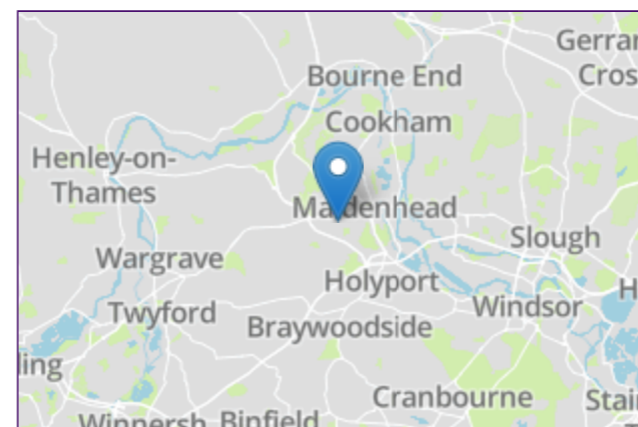 Gerrar
Cros
Bourne End
Cookham
Henley-on-
Thames
Maidenhead
Slough
Wargrave
Holyport
H
Windsor
Twyford
Braywoodside
ling
Cranbourne
Stai
Winnersh
Binfield